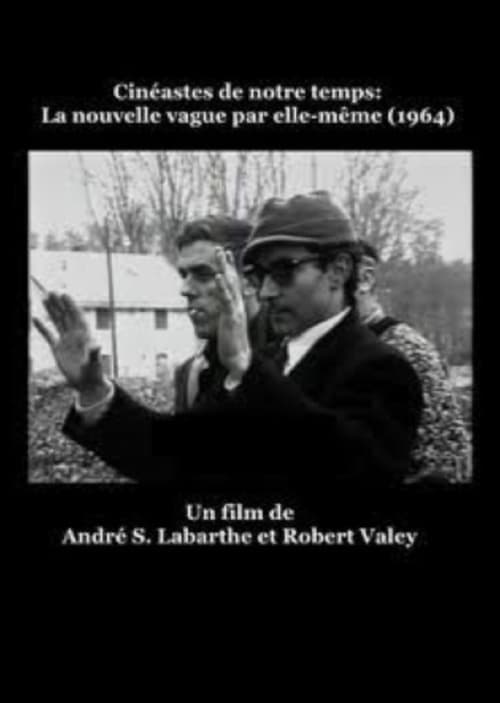 Cinéastes de notre temps:
La nouvelle vague par elle-même (1964)
Un film de
André S. Labarthe et Robert Valey